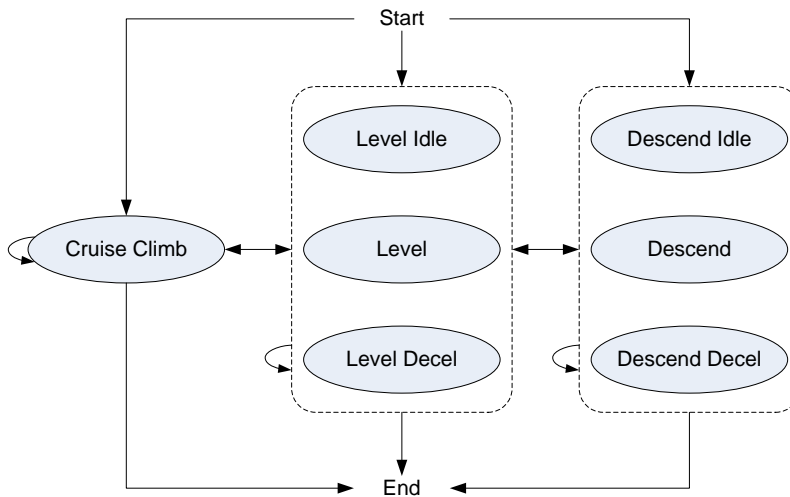 Start
Level Idle
Descend Idle
Cruise Climb
Level
Descend
Level Decel
Descend Decel
End